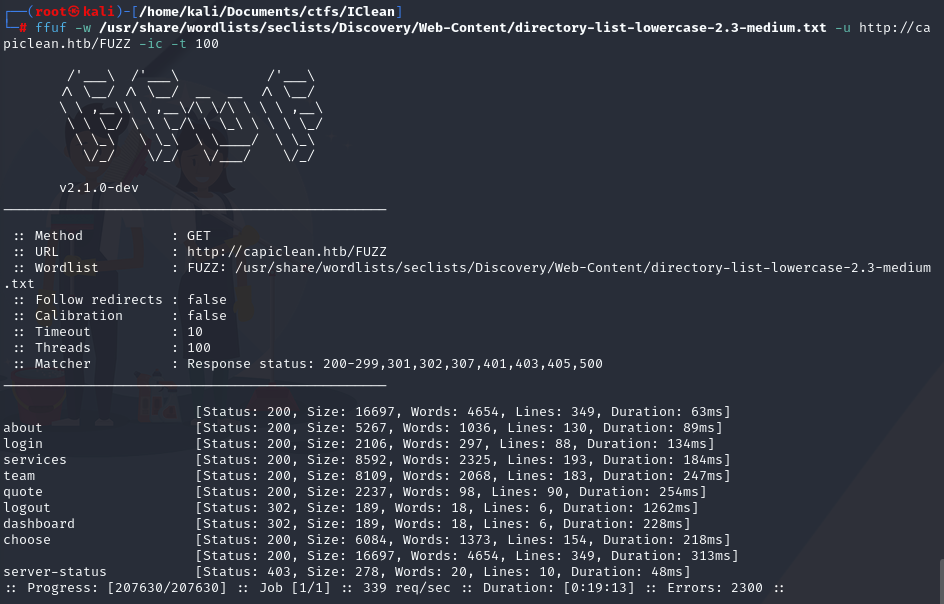 ┌──(root㉿kali)-[/home/kali/Documents/ctfs/IClean]
└─# ffuf -w /usr/share/wordlists/seclists/Discovery/Web-Content/directory-list-lowercase-2.3-medium.txt -u http://ca
piclean.htb/FUZZ -ic -t 100
        /'___\  /'___\           /'___\
       /\ \__/ /\ \__/  __  __  /\ \__/
       \ \ ,__\\ \ ,__\/\ \/\ \ \ \ ,__\
        \ \ \_/ \ \ \_/\ \ \_\ \ \ \ \_/
         \ \_\   \ \_\  \ \____/  \ \_\
          \/_/    \/_/   \/___/    \/_/
       v2.1.0-dev
________________________________________________
 :: Method           : GET
 :: URL              : http://capiclean.htb/FUZZ
 :: Wordlist         : FUZZ: /usr/share/wordlists/seclists/Discovery/Web-Content/directory-list-lowercase-2.3-medium
.txt
 :: Follow redirects : false
 :: Calibration      : false
 :: Timeout          : 10
 :: Threads          : 100
 :: Matcher          : Response status: 200-299,301,302,307,401,403,405,500
________________________________________________
                        [Status: 200, Size: 16697, Words: 4654, Lines: 349, Duration: 63ms]
about                   [Status: 200, Size: 5267, Words: 1036, Lines: 130, Duration: 89ms]
login                   [Status: 200, Size: 2106, Words: 297, Lines: 88, Duration: 134ms]
services                [Status: 200, Size: 8592, Words: 2325, Lines: 193, Duration: 184ms]
team                    [Status: 200, Size: 8109, Words: 2068, Lines: 183, Duration: 247ms]
quote                   [Status: 200, Size: 2237, Words: 98, Lines: 90, Duration: 254ms]
logout                  [Status: 302, Size: 189, Words: 18, Lines: 6, Duration: 1262ms]
dashboard               [Status: 302, Size: 189, Words: 18, Lines: 6, Duration: 228ms]
choose                  [Status: 200, Size: 6084, Words: 1373, Lines: 154, Duration: 218ms]
                        [Status: 200, Size: 16697, Words: 4654, Lines: 349, Duration: 313ms]
server-status           [Status: 403, Size: 278, Words: 20, Lines: 10, Duration: 48ms]
:: Progress: [207630/207630] :: Job [1/1] :: 339 req/sec :: Duration: [0:19:13] :: Errors: 2300 ::